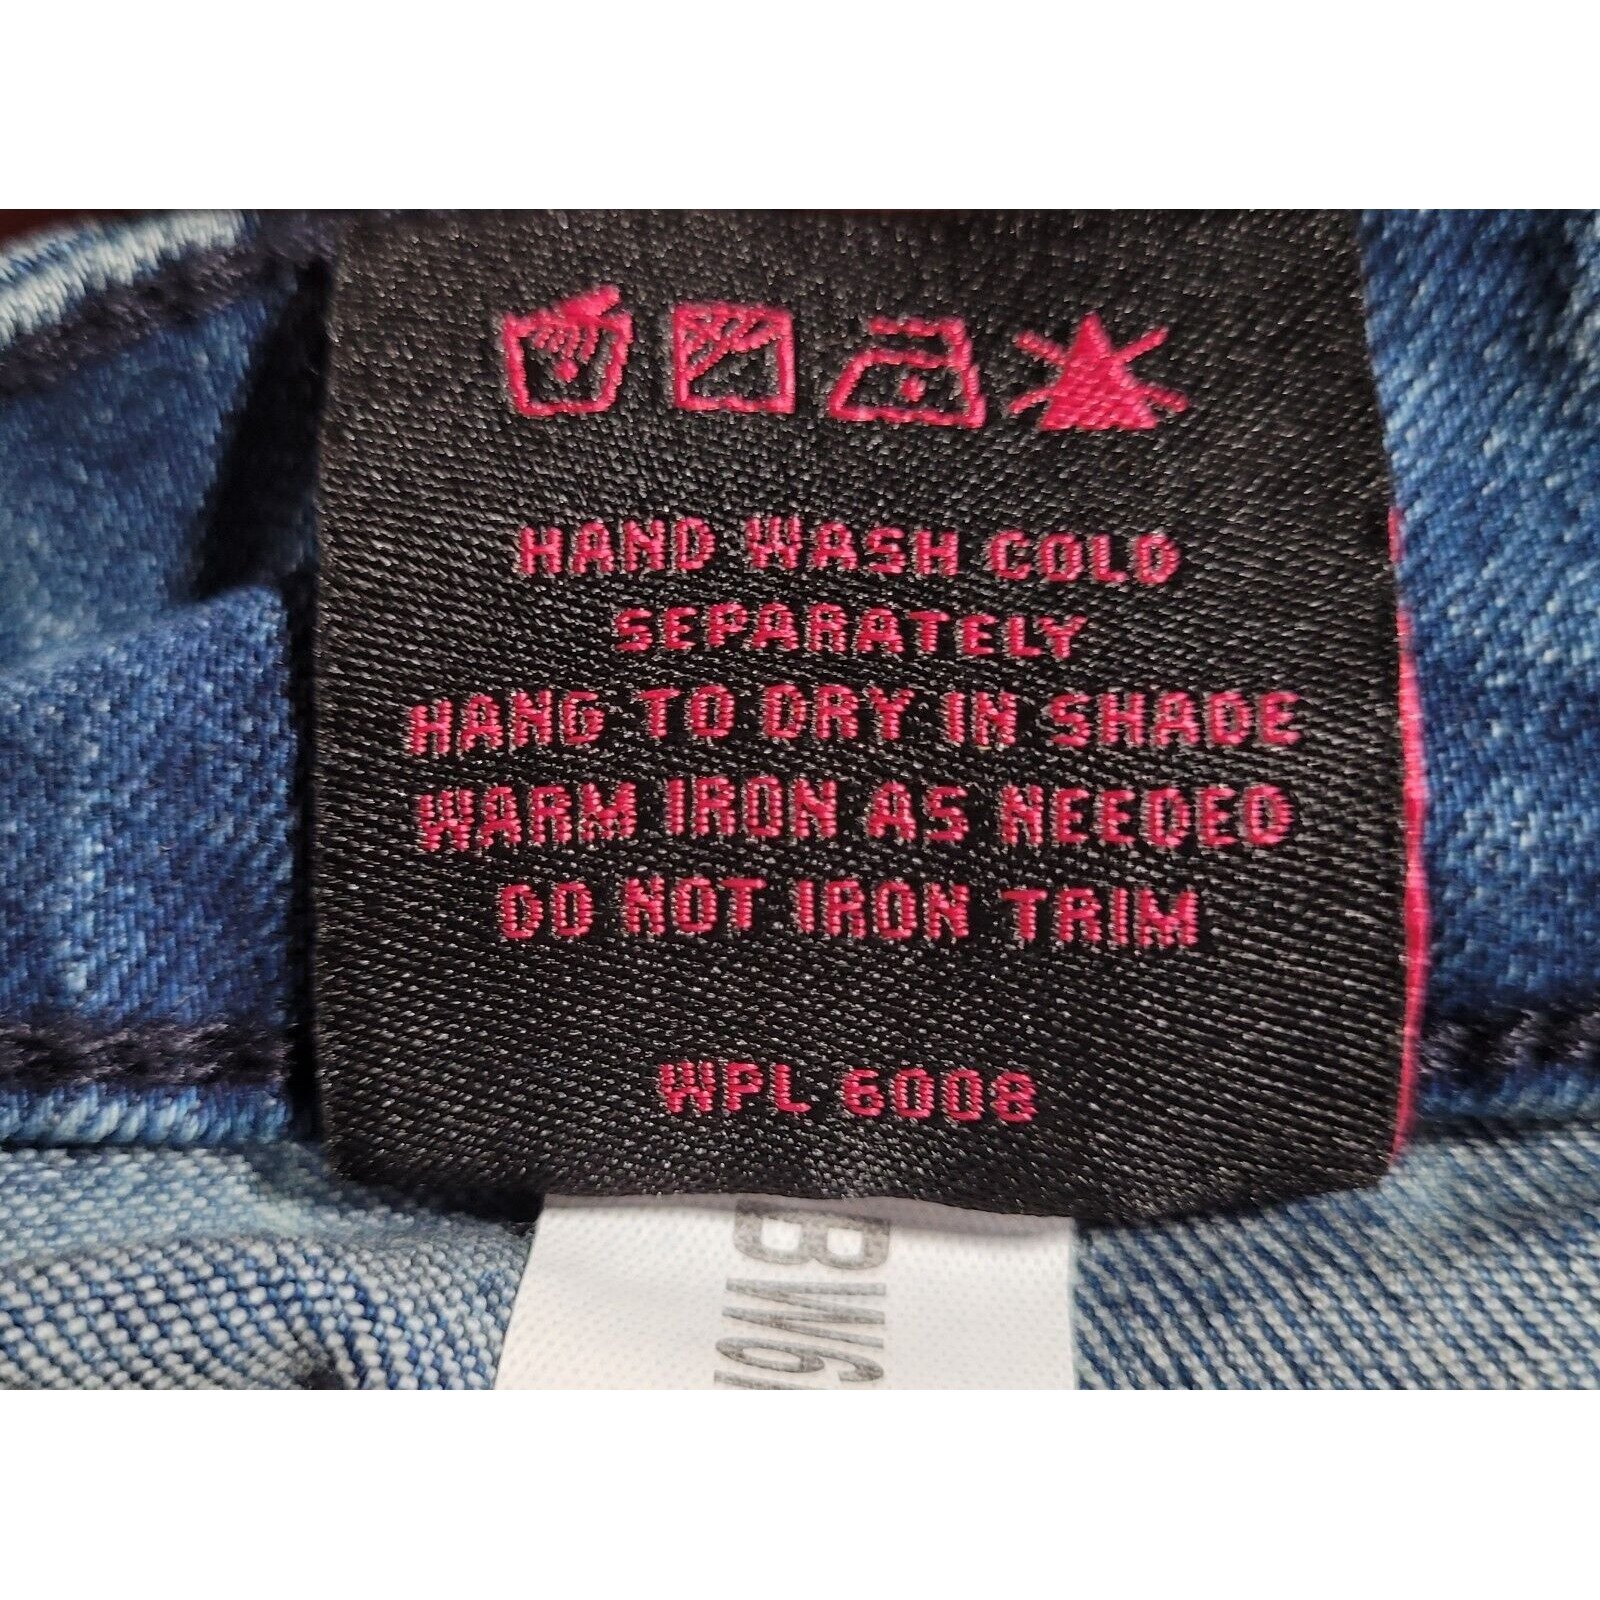 HAND WASH COLD
SEPARATELY
HANG TO DRY IN SHADE
WARM IRON AS NEEDED
DO NOT IRON TRIM
WPL 6008